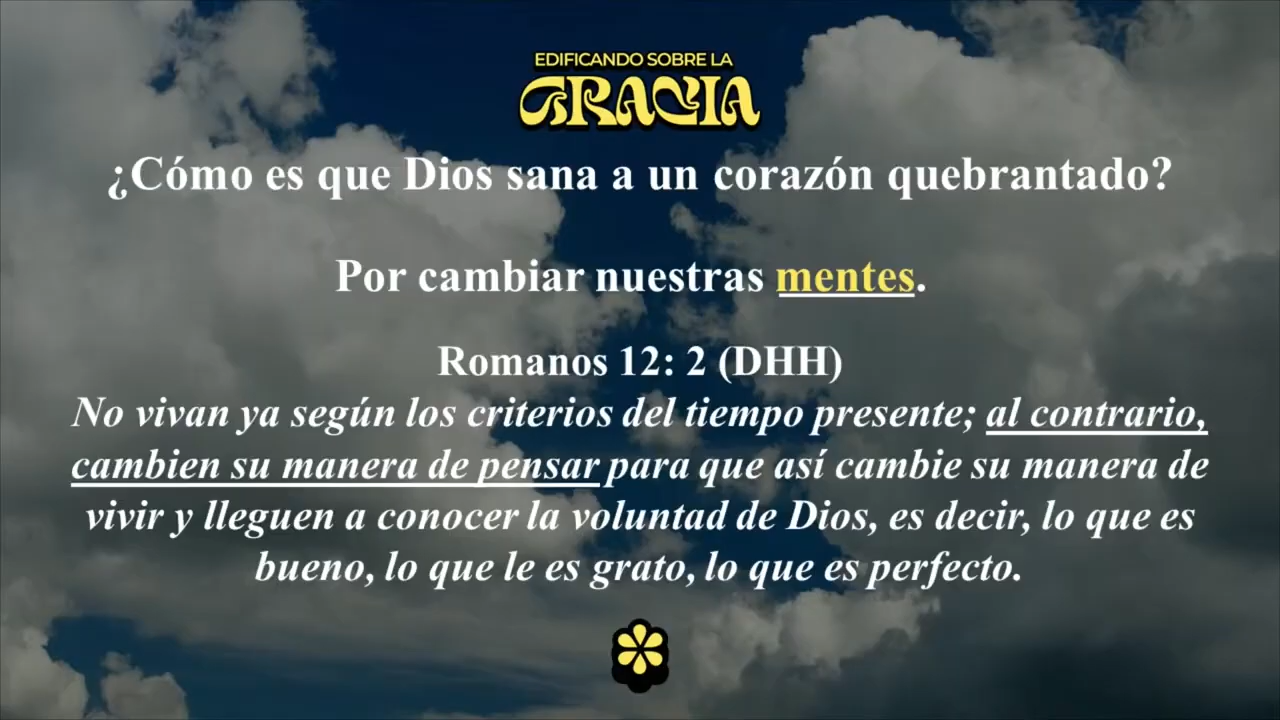 EDIFICANDO SOBRE LA
GRACIA
¿Cómo es que Dios sana a un corazón quebrantado?
Por cambiar nuestras mentes.
Romanos 12: 2 (DHH)
No vivan ya según los criterios del tiempo presente; al contrario,
cambien su manera de pensar para que así cambie su manera de
vivir y lleguen a conocer la voluntad de Dios, es decir, lo que es
bueno, lo que le es grato, lo que es perfecto.